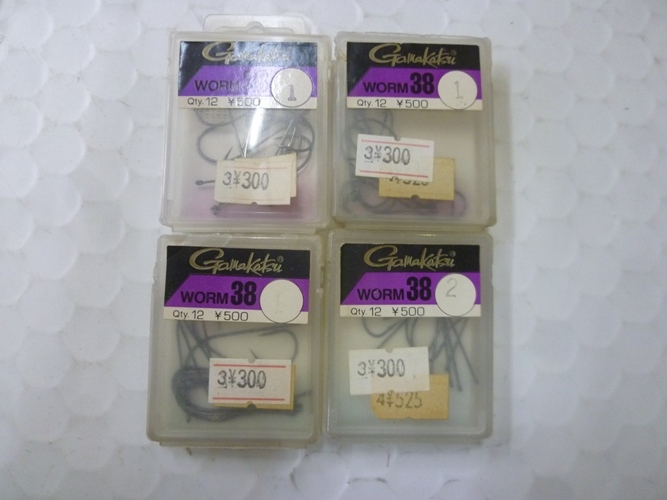 Gamakatsu
WORM
1
Qty. 12 ¥500
3¥300
Gamakatsu
WORM 38
1
Qty. 12 ¥500
3¥300
525
Gamakatsu
WORM 38
Qty. 12 ¥500
3¥300
Gamakatsu
WORM 38
2
Qty. 12 ¥500
3¥300
4¥525